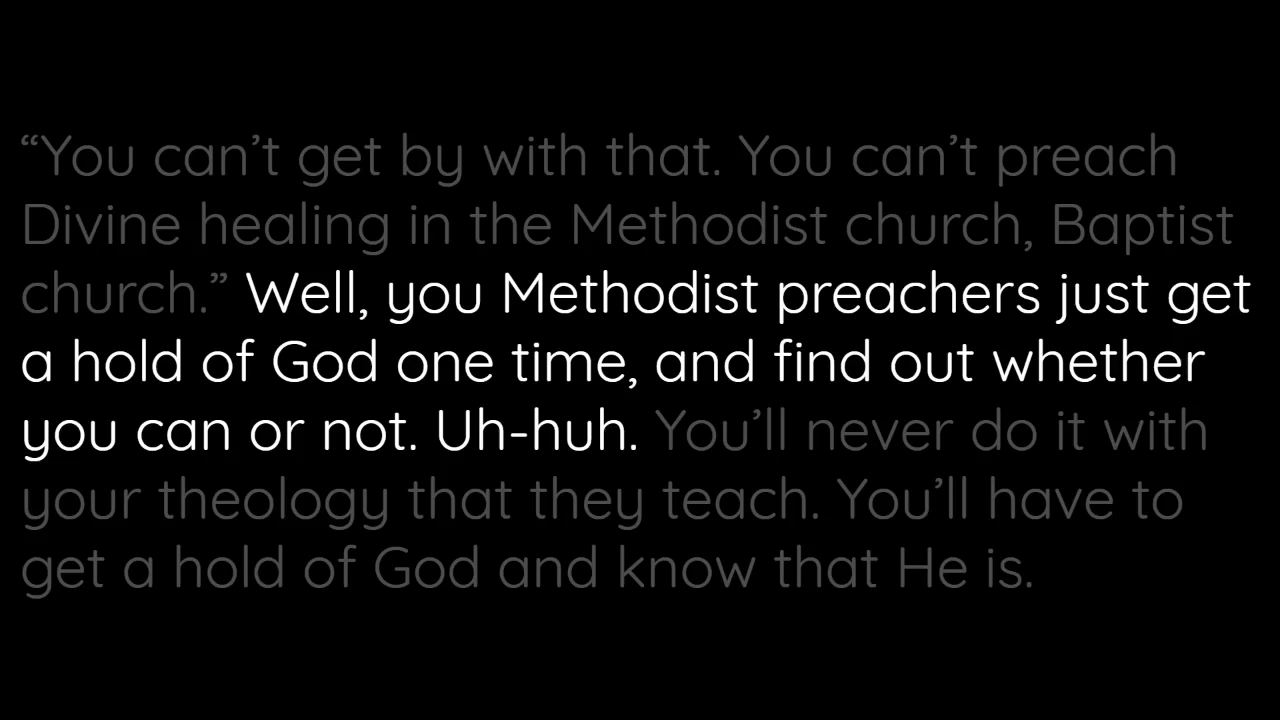 “You can’t get by with that. You can’t preach
Divine healing in the Methodist church, Baptist
church.” Well, you Methodist preachers just get
a hold of God one time, and find out whether
you can or not. Uh-huh. You’ll never do it with
your theology that they teach. You’ll have to
get a hold of God and know that He is.